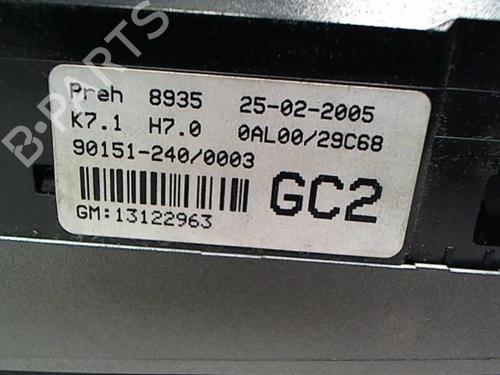 B-PARTS
Preh 8935 25-02-2005
K7.1 H7.0 0AL00/29C68
90151-240/0003
GC2
GM:13122963